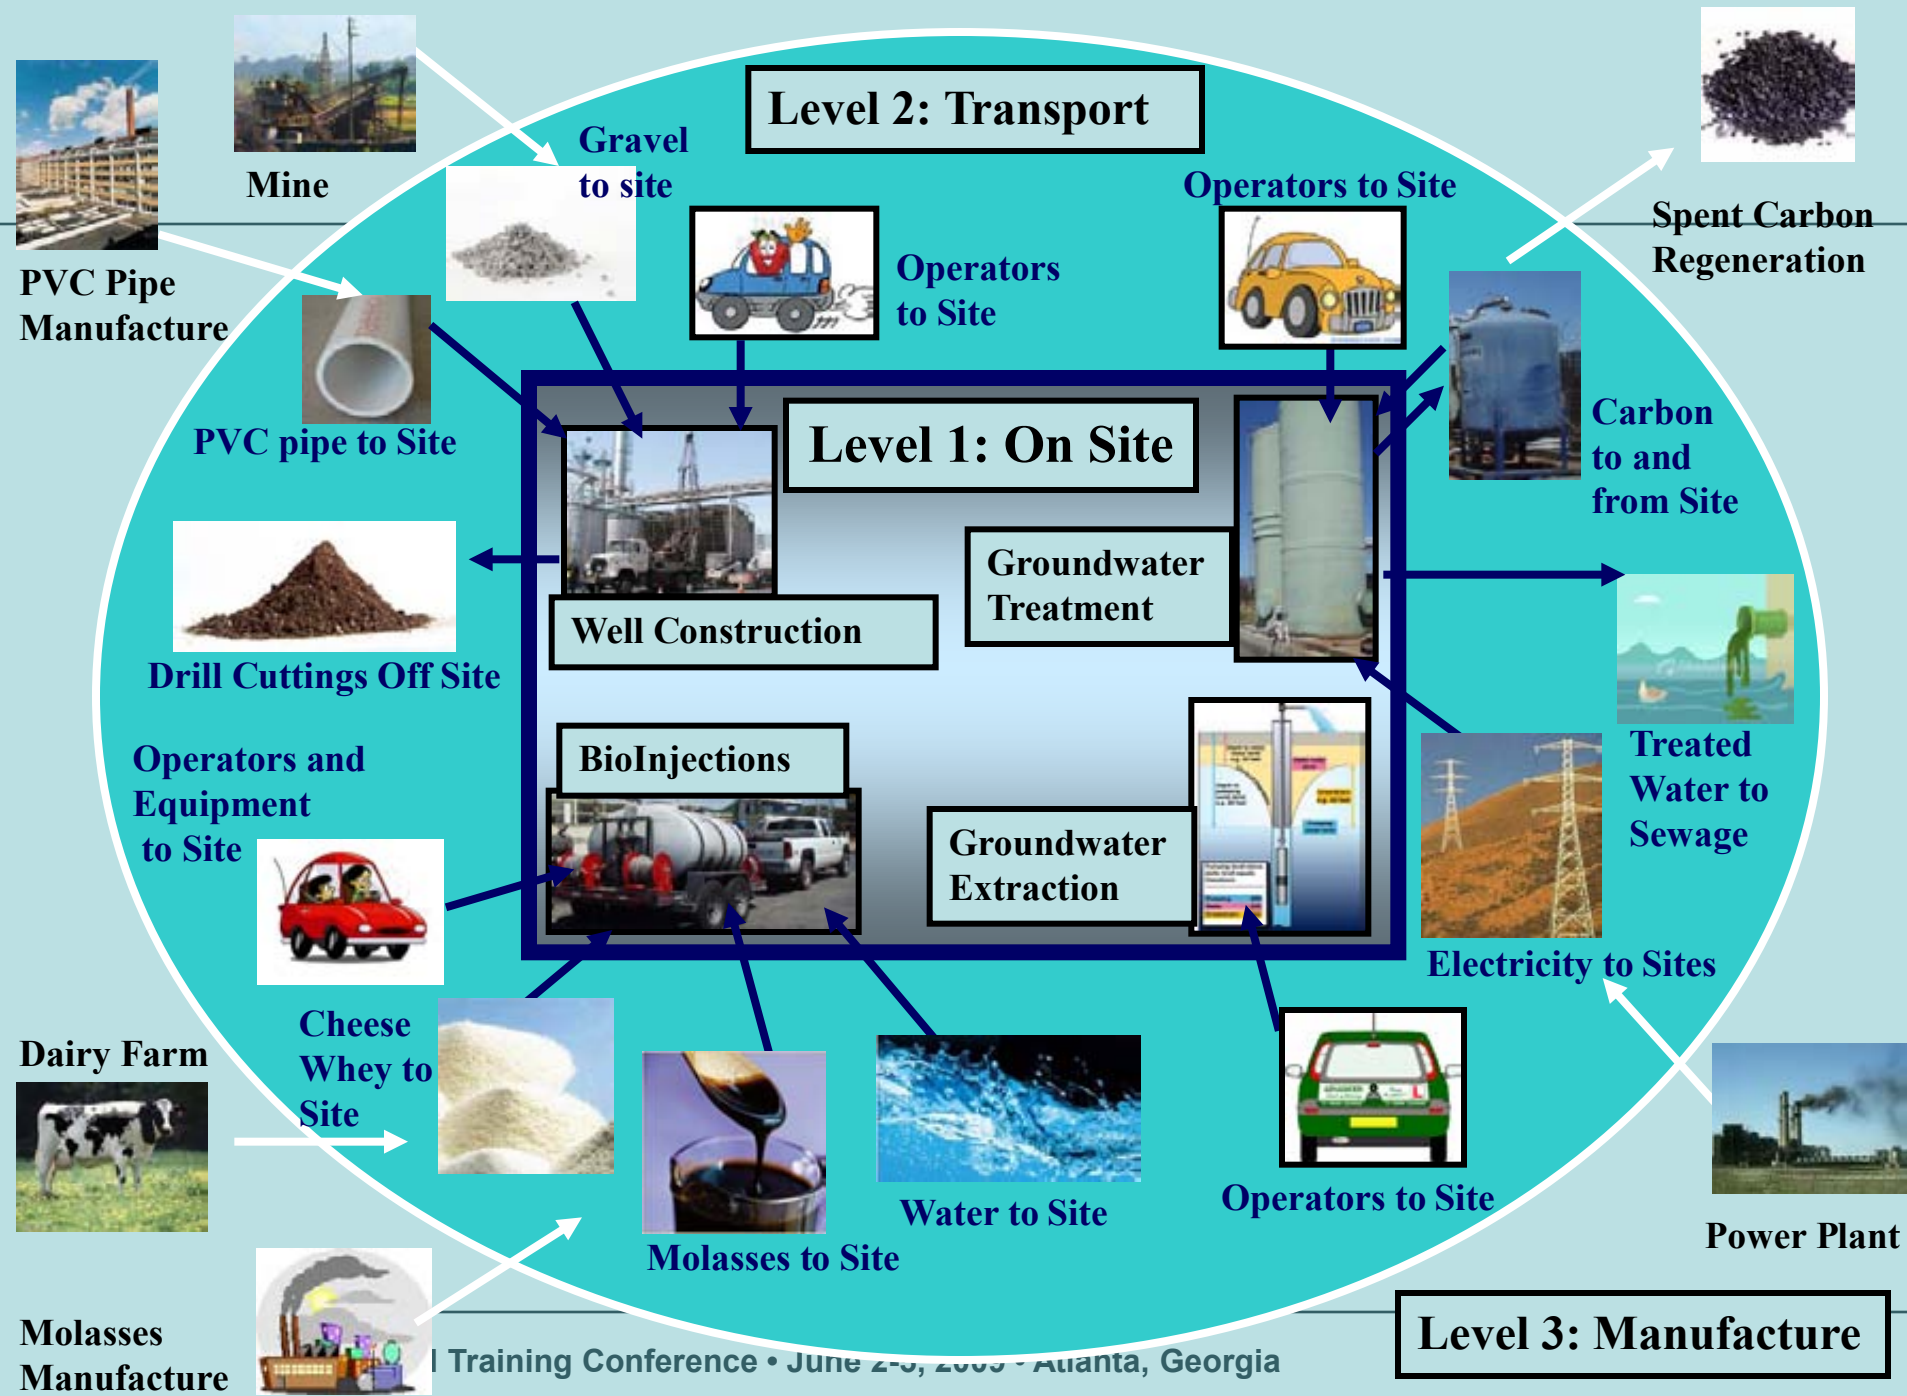 Level 2: Transport
Gravel
to site
Mine
Operators to Site
Spent Carbon
Regeneration
PVC Pipe
Manufacture
Operators
to Site
PVC pipe to Site
Level 1: On Site
Carbon
to and
from Site
Groundwater
Treatment
Well Construction
Drill Cuttings Off Site
BioInjections
Operators and
Equipment
to Site
Treated
Water to
Sewage
Groundwater
Extraction
Electricity to Sites
Cheese
Whey to
Site
Dairy Farm
Water to Site
Operators to Site
Molasses to Site
Power Plant
Molasses
Manufacture
Level 3: Manufacture
Training Conference • June 2-5, 2009 • Atlanta, Georgia